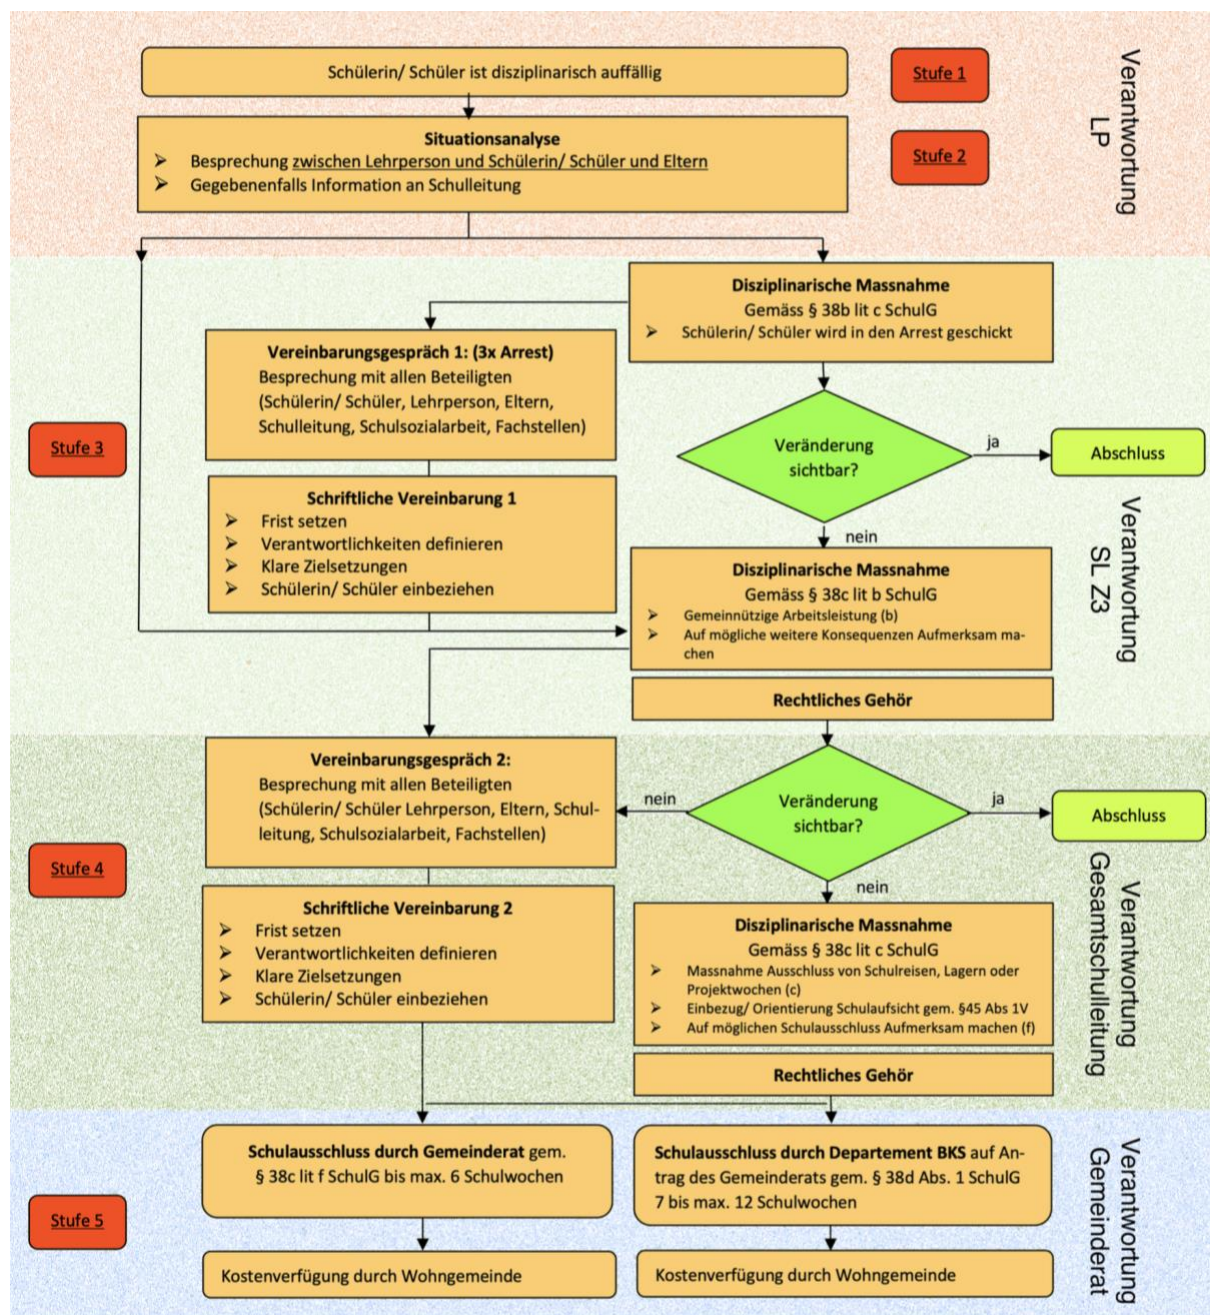 Schülerin/ Schüler ist disziplinarisch auffällig
Stufe 1
Verantwortung
LP
Situationsanalyse
➢ Besprechung zwischen Lehrperson und Schülerin/ Schüler und Eltern
➢ Gegebenenfalls Information an Schulleitung
Stufe 2
Disziplinarische Massnahme
Gemäss § 38b lit c SchulG
➢ Schülerin/ Schüler wird in den Arrest geschickt
Vereinbarungsgespräch 1: (3x Arrest)
Besprechung mit allen Beteiligten
(Schülerin/ Schüler, Lehrperson, Eltern,
Schulleitung, Schulsozialarbeit, Fachstellen)
Stufe 3
Veränderung
sichtbar?
ja
Abschluss
nein
Schriftliche Vereinbarung 1
➢ Frist setzen
➢ Verantwortlichkeiten definieren
➢ Klare Zielsetzungen
➢ Schülerin/ Schüler einbeziehen
Verantwortung
SL Z3
Disziplinarische Massnahme
Gemäss § 38c lit b SchulG
➢ Gemeinnützige Arbeitsleistung (b)
➢ Auf mögliche weitere Konsequenzen Aufmerksam ma-
chen
Rechtliches Gehör
Vereinbarungsgespräch 2:
Besprechung mit allen Beteiligten
(Schülerin/ Schüler Lehrperson, Eltern, Schul-
leitung, Schulsozialarbeit, Fachstellen)
nein
Veränderung
sichtbar?
ja
Abschluss
nein
Stufe 4
Schriftliche Vereinbarung 2
➢ Frist setzen
➢ Verantwortlichkeiten definieren
➢ Klare Zielsetzungen
➢ Schülerin/ Schüler einbeziehen
Disziplinarische Massnahme
Gemäss § 38c lit c SchulG
➢ Massnahme Ausschluss von Schulreisen, Lagern oder
Projektwochen (c)
➢ Einbezug/ Orientierung Schulaufsicht gem. §45 Abs 1V
➢ Auf möglichen Schulausschluss Aufmerksam machen (f)
Verantwortung
Gesamtschulleitung
Rechtliches Gehör
Schulausschluss durch Gemeinderat gem.
§ 38c lit f SchulG bis max. 6 Schulwochen
Schulausschluss durch Departement BKS auf An-
trag des Gemeinderats gem. § 38d Abs. 1 SchulG
7 bis max. 12 Schulwochen
Stufe 5
Verantwortung
Gemeinderat
Kostenverfügung durch Wohngemeinde
Kostenverfügung durch Wohngemeinde